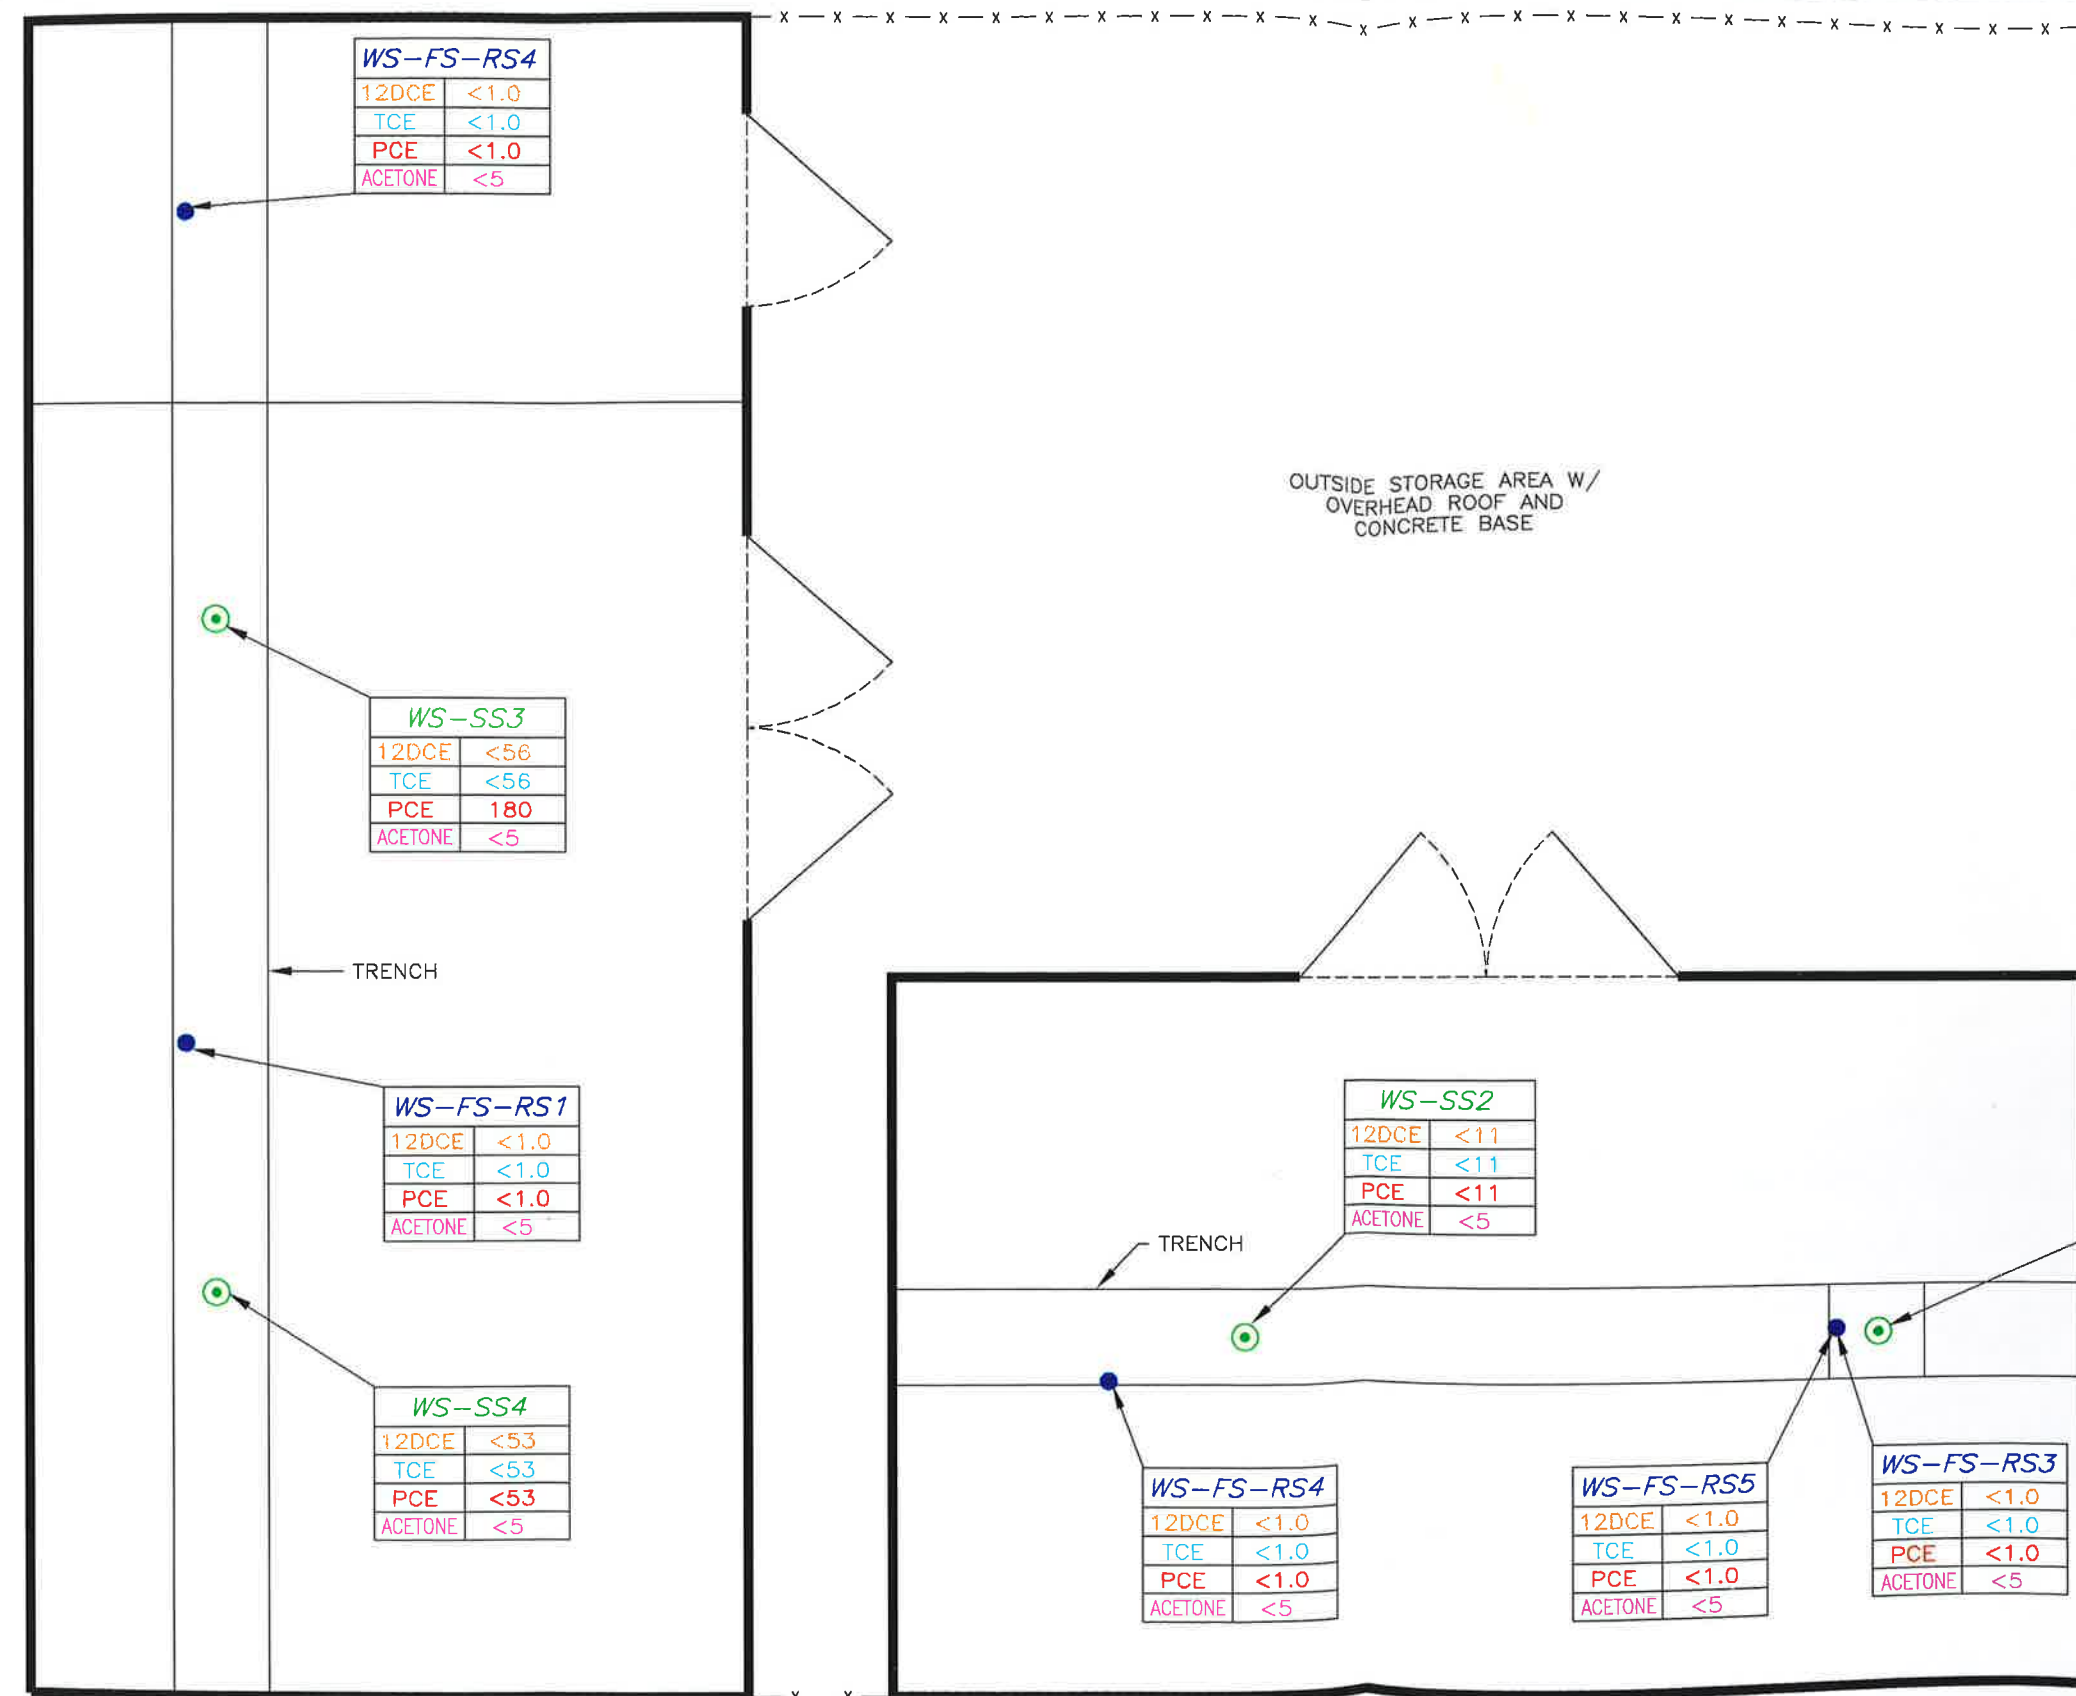 WS-FS-RS4
12DCE <1.0
TCE <1.0
PCE <1.0
ACETONE <5
OUTSIDE STORAGE AREA W/
OVERHEAD ROOF AND
CONCRETE BASE
WS-SS3
12DCE <56
TCE <56
PCE 180
ACETONE <5
TRENCH
WS-FS-RS1
12DCE <1.0
TCE <1.0
PCE <1.0
ACETONE <5
WS-SS4
12DCE <53
TCE <53
PCE <53
ACETONE <5
WS-SS2
12DCE <11
TCE <11
PCE <11
ACETONE <5
TRENCH
WS-FS-RS4
12DCE <1.0
TCE <1.0
PCE <1.0
ACETONE <5
WS-FS-RS5
12DCE <1.0
TCE <1.0
PCE <1.0
ACETONE <5
WS-FS-RS3
12DCE <1.0
TCE <1.0
PCE <1.0
ACETONE <5